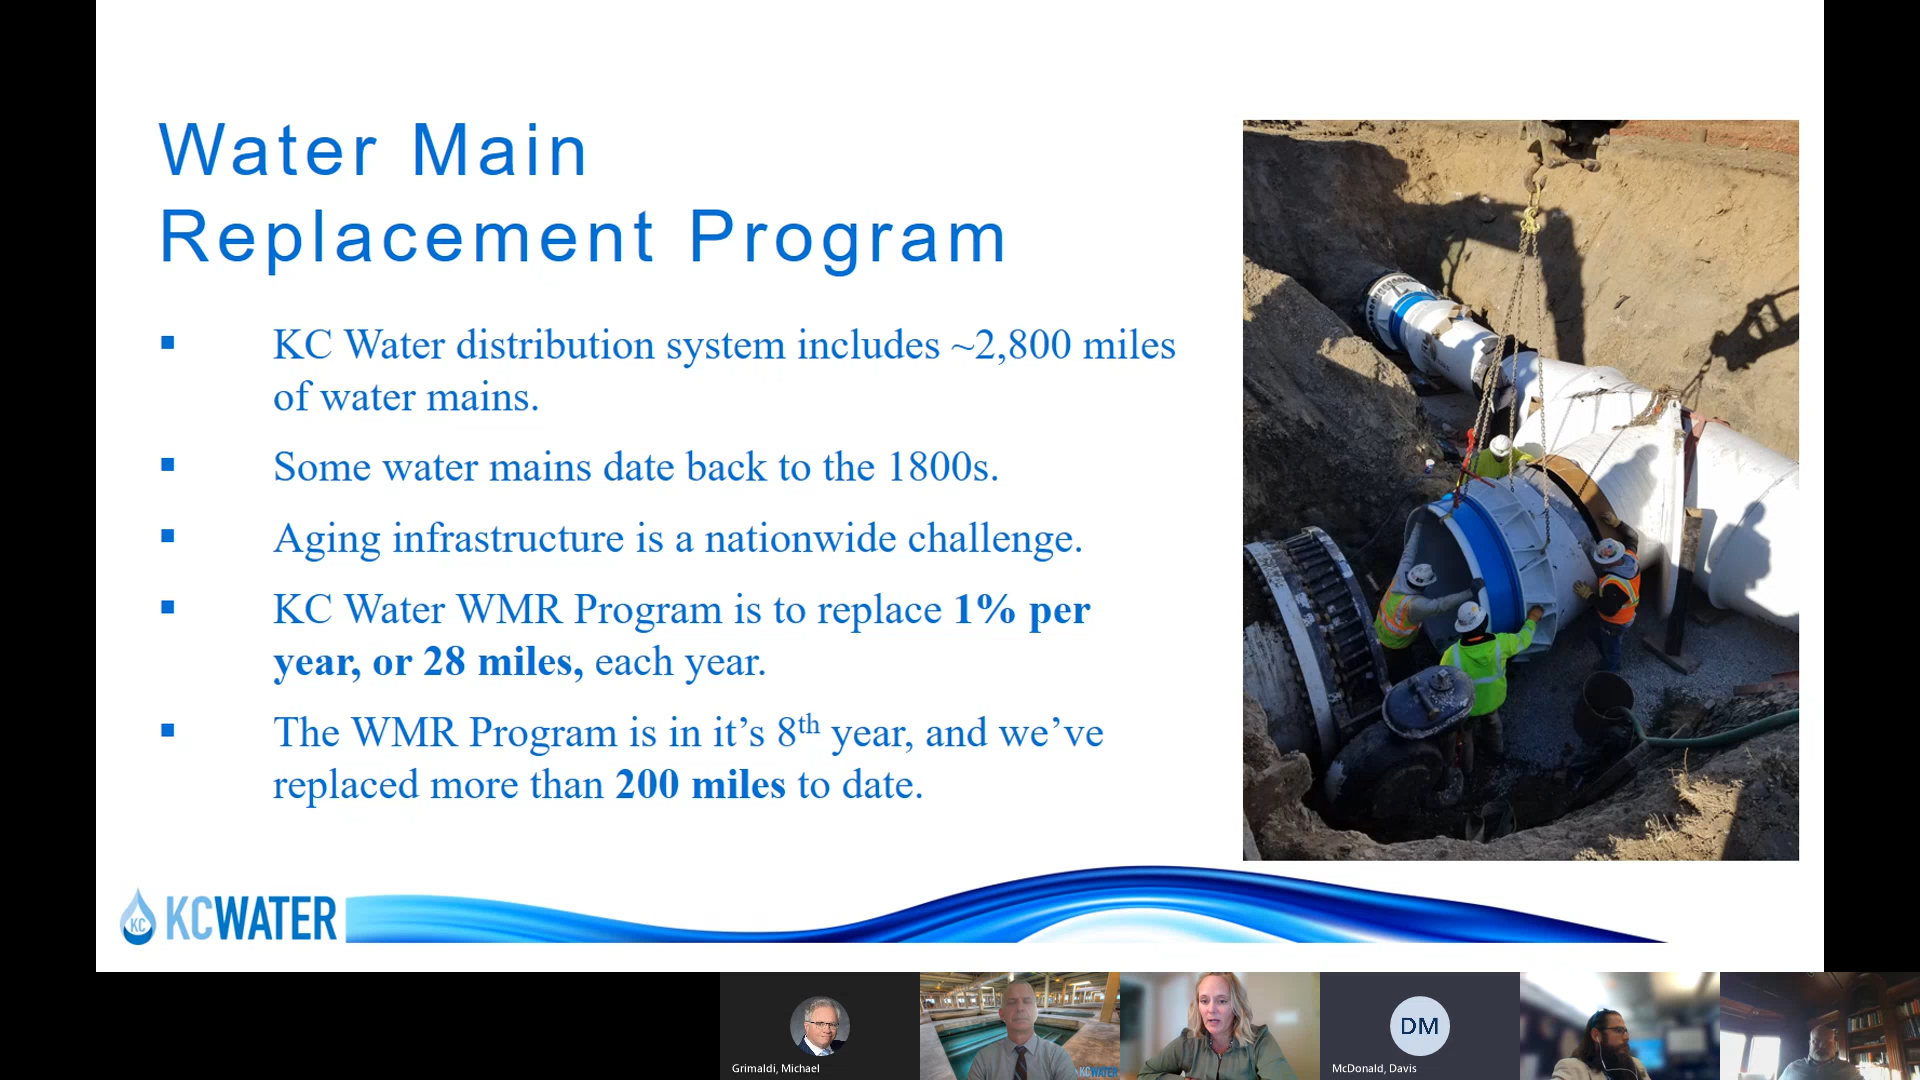 Water Main
Replacement Program
▪ KC Water distribution system includes ~2,800 miles
of water mains.
▪ Some water mains date back to the 1800s.
▪ Aging infrastructure is a nationwide challenge.
▪ KC Water WMR Program is to replace 1% per
year, or 28 miles, each year.
▪ The WMR Program is in it’s 8th year, and we’ve
replaced more than 200 miles to date.
KC
KCWATER
DM
KCWATER
Grimaldi, Michael
McDonald, Davis